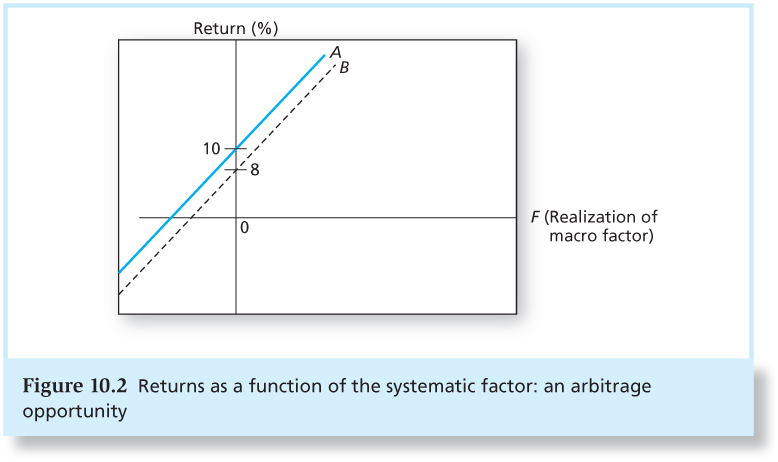 Return (%)
A
B
10
8
0
F (Realization of
macro factor)
Figure 10.2 Returns as a function of the systematic factor: an arbitrage
opportunity